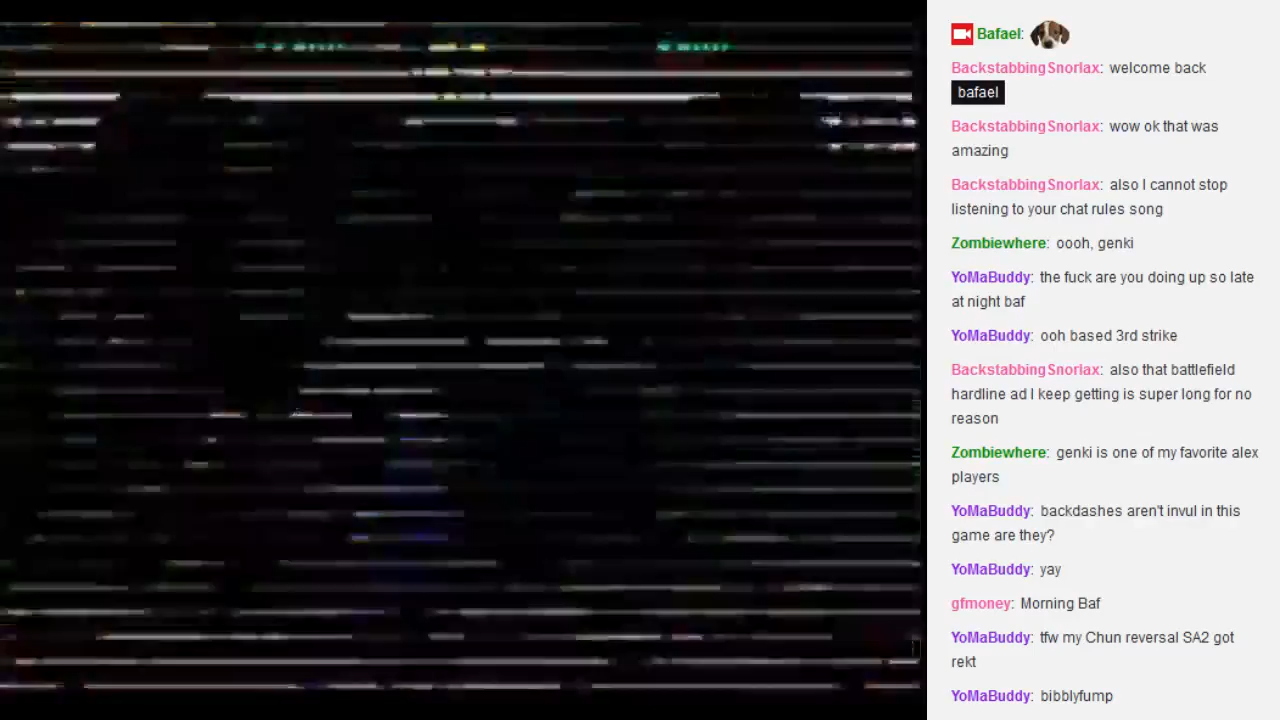 Bafael:
BackstabbingSnorlax: welcome back
bafael
BackstabbingSnorlax: wow ok that was
amazing
BackstabbingSnorlax: also I cannot stop
listening to your chat rules song
Zombiewhere: oooh, genki
YoMaBuddy: the fuck are you doing up so late
at night baf
YoMaBuddy: ooh based 3rd strike
BackstabbingSnorlax: also that battlefield
hardline ad I keep getting is super long for no
reason
Zombiewhere: genki is one of my favorite alex
players
YoMaBuddy: backdashes aren't invul in this
game are they?
YoMaBuddy: yay
gfmoney: Morning Baf
YoMaBuddy: tfw my Chun reversal SA2 got
rekt
YoMaBuddy: bibblyfump